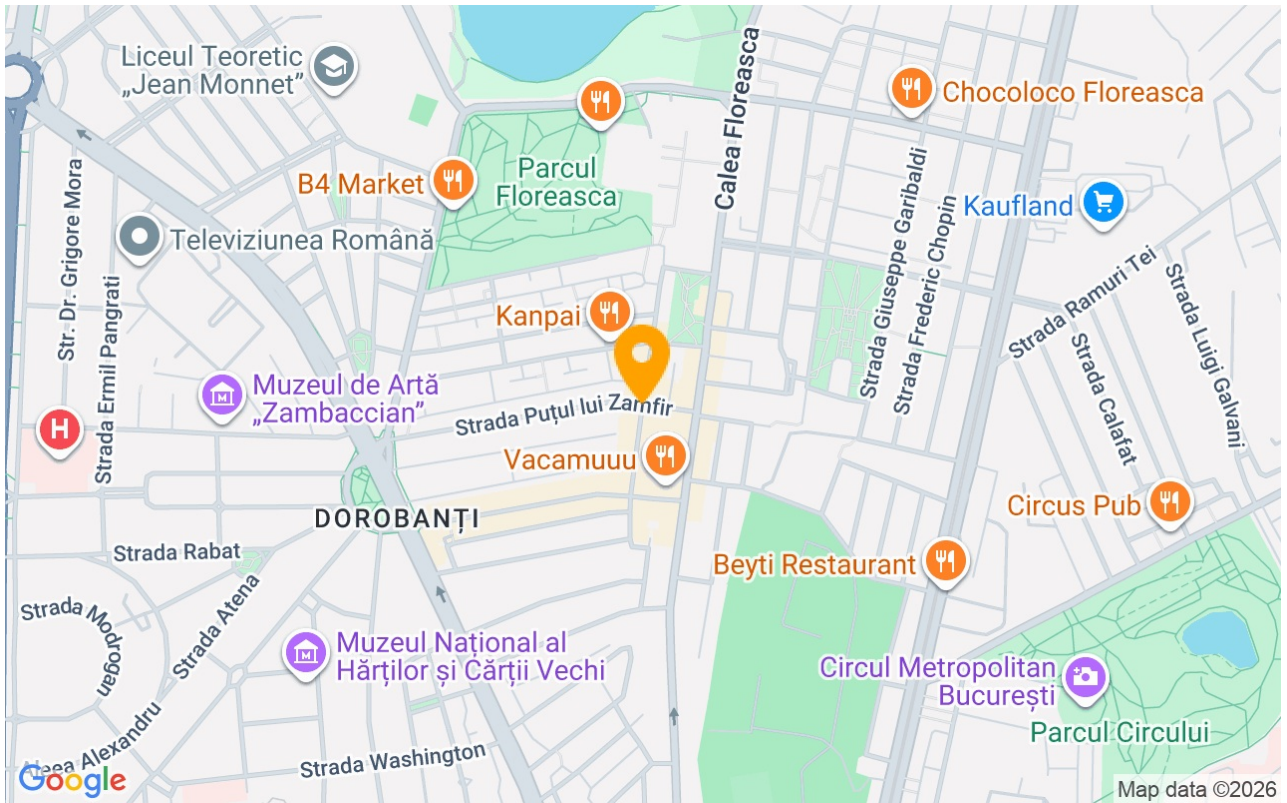 Liceul Teoretic
„Jean Monnet”
Calea Floreasca
Chocoloco Floreasca
B4 Market
Parcul
Floreasca
Kaufland
Str. Dr. Grigore Mora
Televiziunea Română
Strada Giuseppe Garibaldi
Strada Frederic Chopin
Strada Ramuri Tei
Strada Luigi Galvani
Strada Ermil Pangrati
Kanpai
Strada Calafat
Muzeul de Artă
„Zambaccian”
Strada Puțul lui Zamfir
H
Vacamuuu
Circus Pub
DOROBANȚI
Strada Rabat
Beyti Restaurant
Strada Modrogan
Strada Atena
Muzeul Național al
Hărților și Cărții Vechi
Circul Metropolitan
București
Parcul Circului
Aleea Alexandru
Strada Washington
Google
Map data ©2026